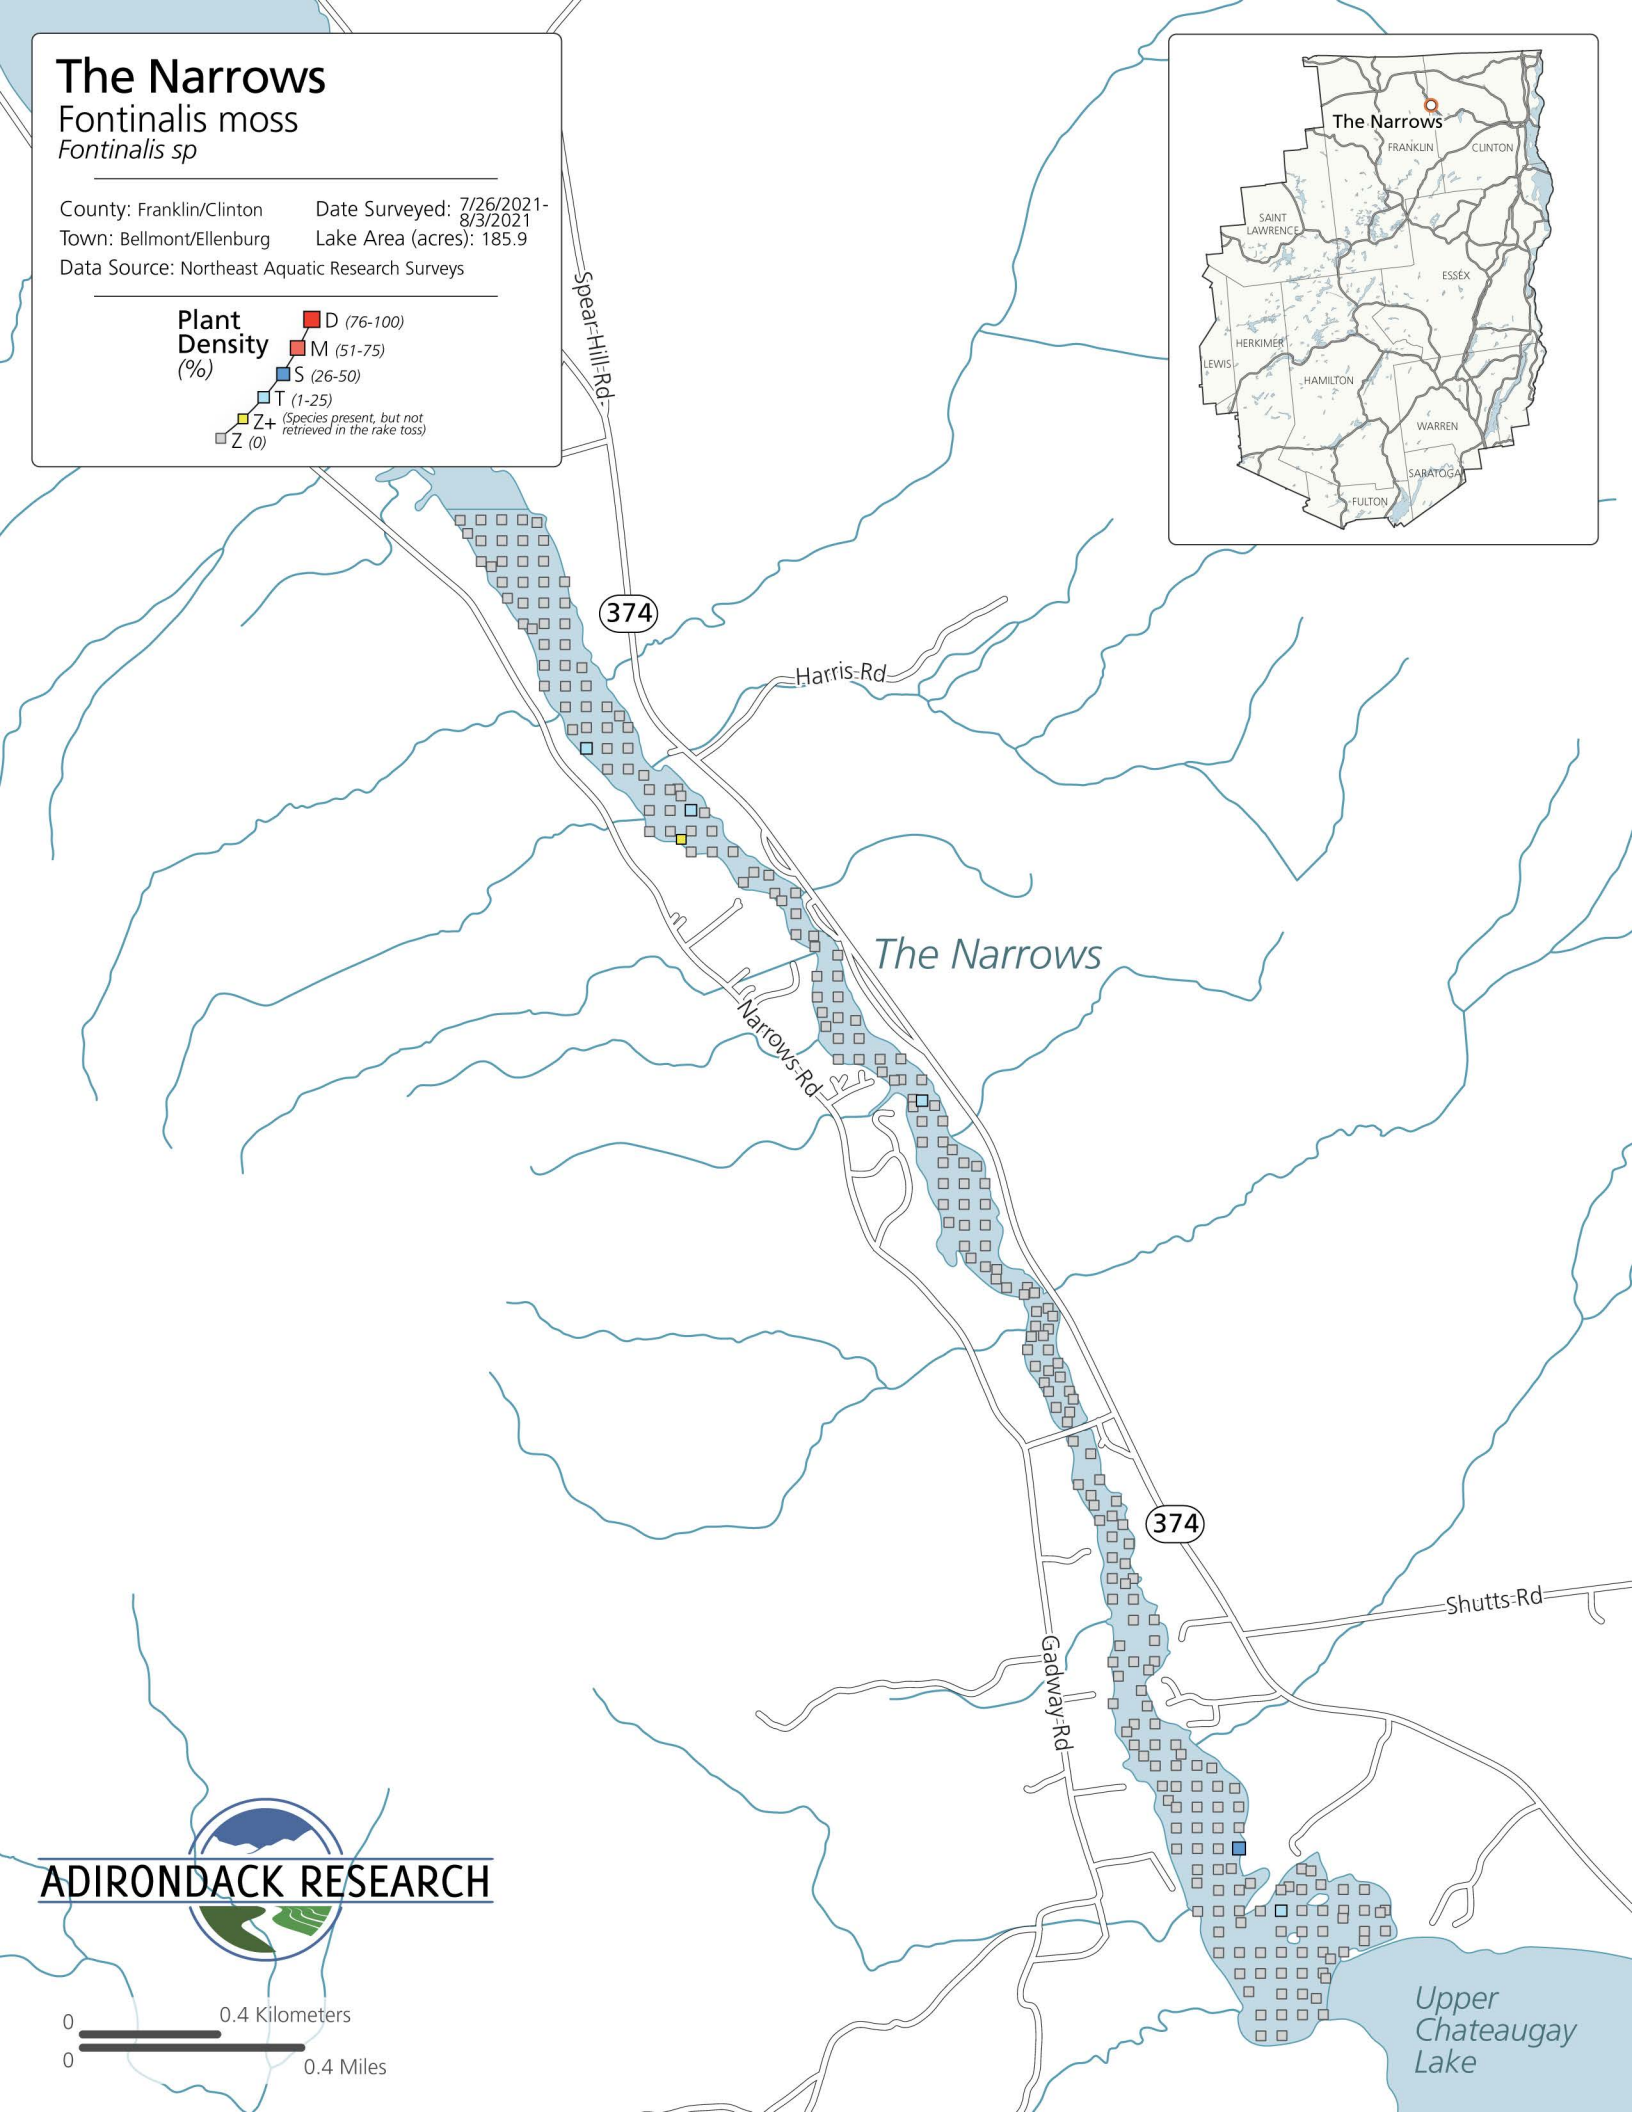 The Narrows
Fontinalis moss
Fontinalis sp
County: Franklin/Clinton
Date Surveyed: 7/26/2021-
8/3/2021
Town: Bellmont/Ellenburg
Lake Area (acres): 185.9
Data Source: Northeast Aquatic Research Surveys
Plant
Density
(%)
D (76-100)
M (51-75)
S (26-50)
T (1-25)
Z+ (Species present, but not
retrieved in the rake toss)
Z (0)
The Narrows
FRANKLIN
CLINTON
SAINT
LAWRENCE
ESSEX
HERKIMER
LEWIS
HAMILTON
WARREN
SARATOGA
FULTON
Spear-Hill-Rd-
374
Harris-Rd
The Narrows
Narrows-Rd
374
Shutts-Rd
Gadway-Rd
ADIRONDACK RESEARCH
0
0.4 Kilometers
0
0.4 Miles
Upper
Chateaugay
Lake